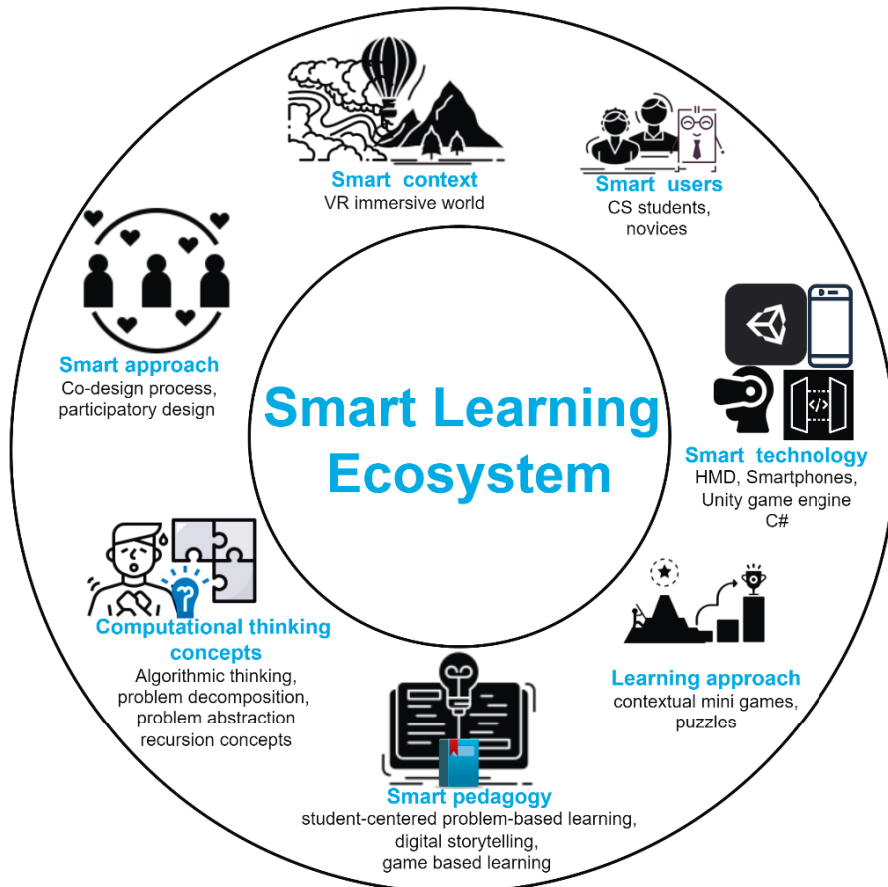 Smart context
VR immersive world
Smart users
CS students,
novices
Smart technology
HMD, Smartphones,
Unity game engine
C#
Learning approach
contextual mini games,
puzzles
Smart pedagogy
student-centered problem-based learning,
digital storytelling,
game based learning
Computational thinking
concepts
Algorithmic thinking,
problem decomposition,
problem abstraction
recursion concepts
Smart approach
Co-design process,
participatory design
Smart Learning
Ecosystem